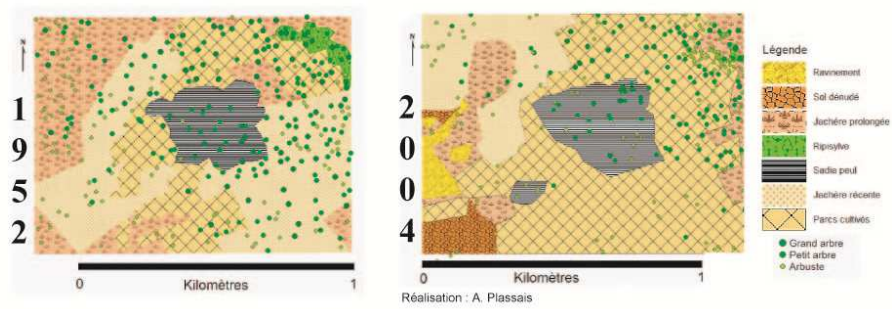 N
1
9
5
2
0
Kilomètres
1
N
2
0
0
4
0
Kilomètres
1
Réalisation : A. Plassais
Légende
Ravinement
Sol dénudé
Jachère prolongée
Ripisylve
Sadia peul
Jachère récente
Parcs cultivés
Grand arbre
Petit arbre
Arbuste